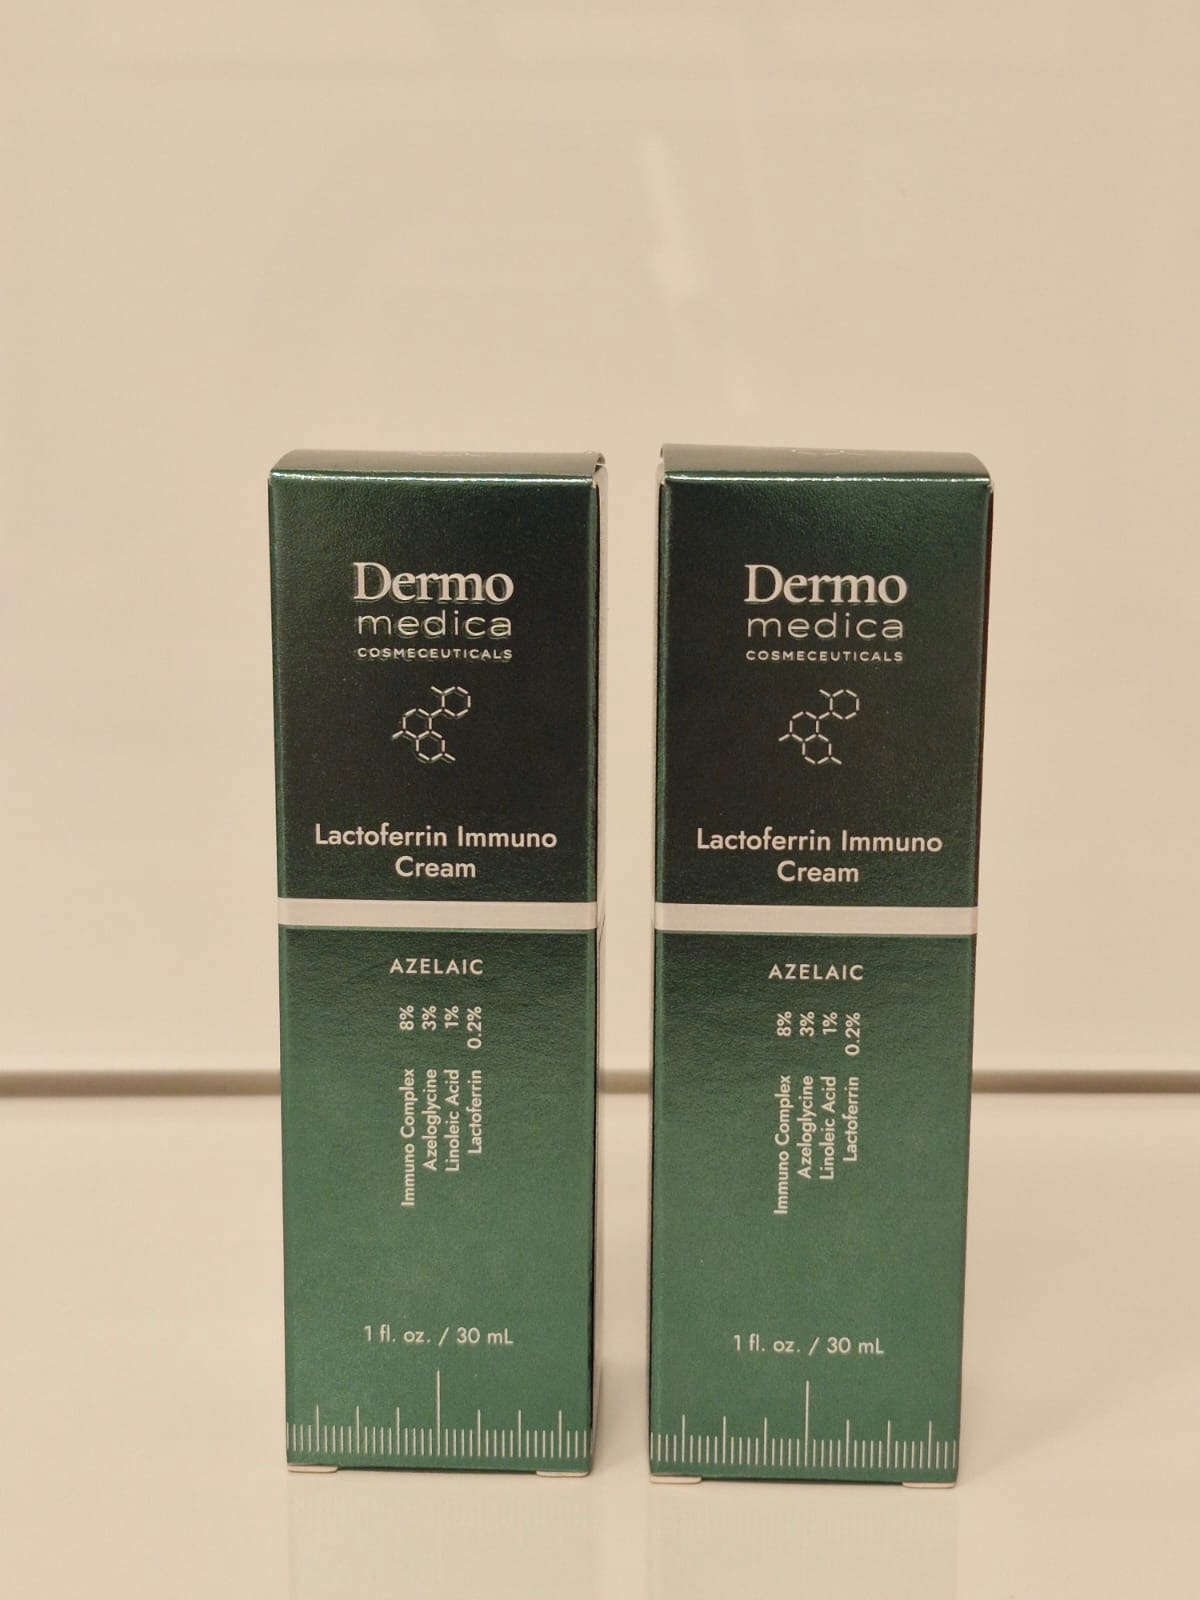 Dermo
medica
COSMECEUTICALS
Lactoferrin Immuno
Cream
AZELAIC
Immuno Complex 8%
Azeloglycine 3%
Linoleic Acid 1%
Lactoferrin 0.2%
1 fl. oz. / 30 mL
Dermo
medica
COSMECEUTICALS
Lactoferrin Immuno
Cream
AZELAIC
Immuno Complex 8%
Azeloglycine 3%
Linoleic Acid 1%
Lactoferrin 0.2%
1 fl. oz. / 30 mL